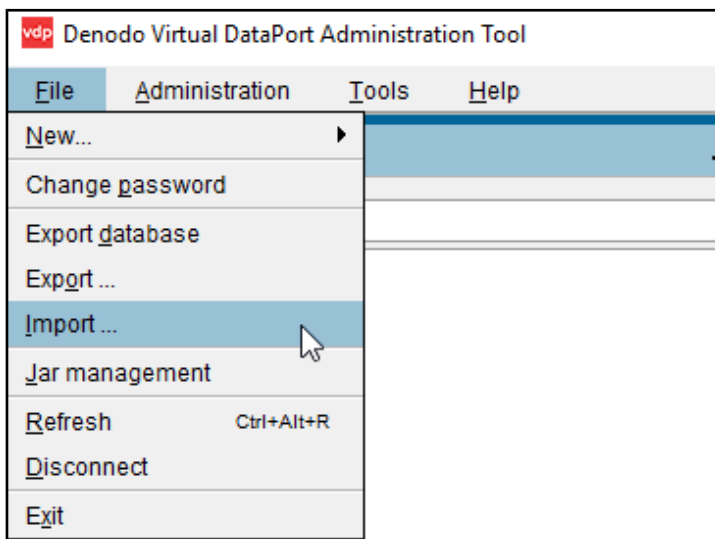 vdp Denodo Virtual DataPort Administration Tool
File Administration Tools Help
New...
Change password
Export database
Export ...
Import ...
Jar management
Refresh Ctrl+Alt+R
Disconnect
Exit